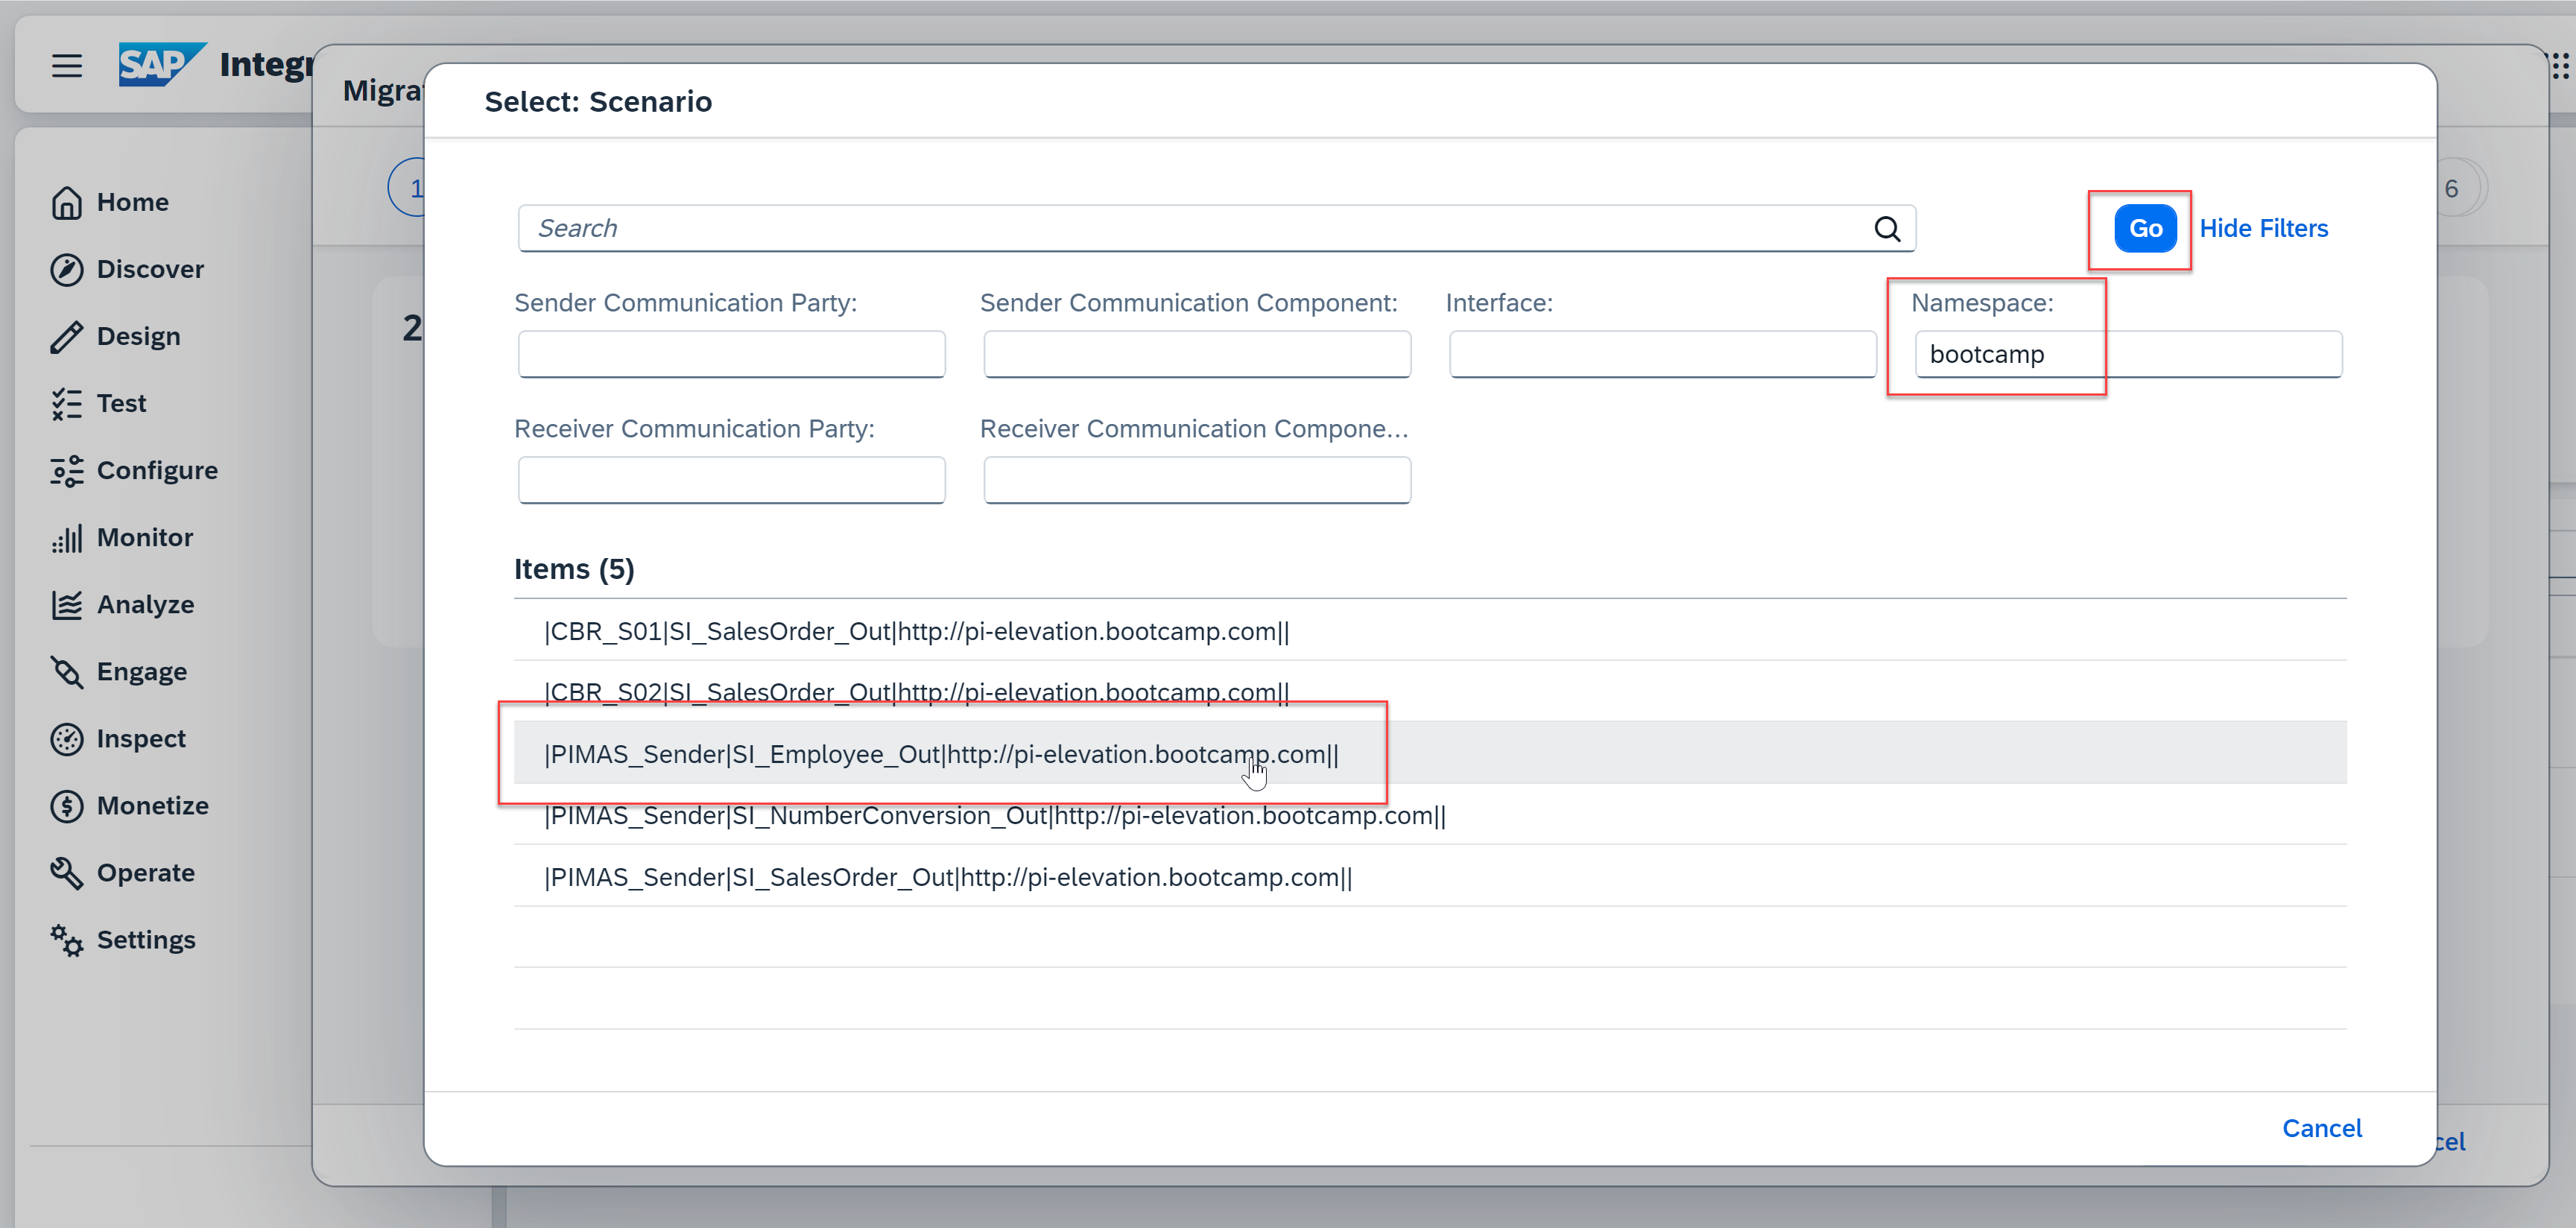 SAP Integr
Migra
Select: Scenario
Home
Discover
Design
Test
Configure
Monitor
Analyze
Engage
Inspect
Monetize
Operate
Settings
1
6
2
Search
Go
Hide Filters
Sender Communication Party:
Sender Communication Component:
Interface:
Namespace:
bootcamp
Receiver Communication Party:
Receiver Communication Compone...
Items (5)
|CBR_S01|SI_SalesOrder_Out|http://pi-elevation.bootcamp.com||
|CBR_S02|SI_SalesOrder_Out|http://pi-elevation.bootcamp.com||
|PIMAS_Sender|SI_Employee_Out|http://pi-elevation.bootcamp.com||
|PIMAS_Sender|SI_NumberConversion_Out|http://pi-elevation.bootcamp.com||
|PIMAS_Sender|SI_SalesOrder_Out|http://pi-elevation.bootcamp.com||
Cancel
cel